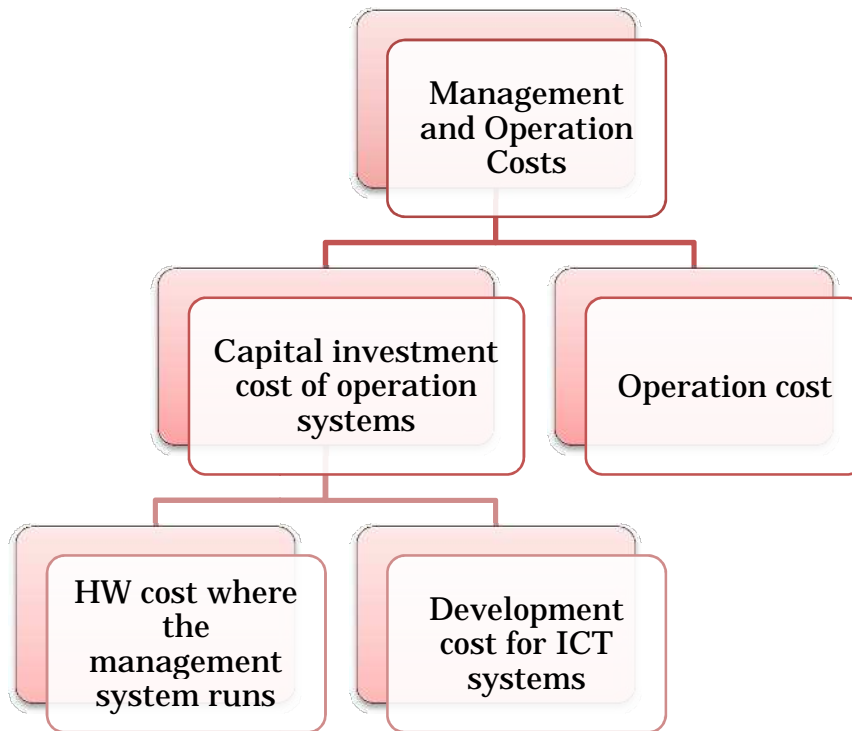 Management
and Operation
Costs
Capital investment
cost of operation
systems
Operation cost
HW cost where
the
management
system runs
Development
cost for ICT
systems